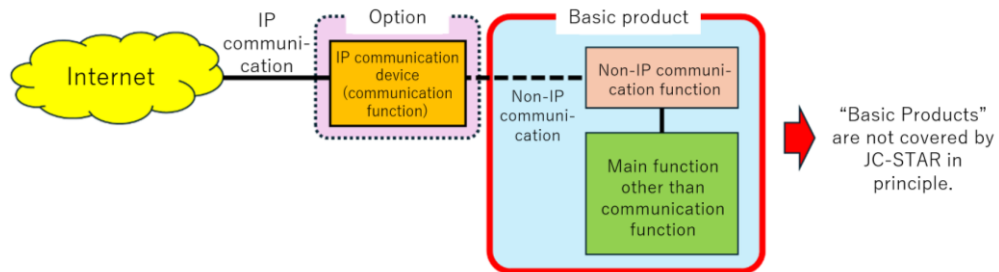 Internet
IP
communi-
cation
Option
IP communication
device
(communication
function)
Non-IP
communi-
cation
Basic product
Non-IP communi-
cation function
Main function
other than
communication
function
“Basic Products”
are not covered by
JC-STAR in
principle.